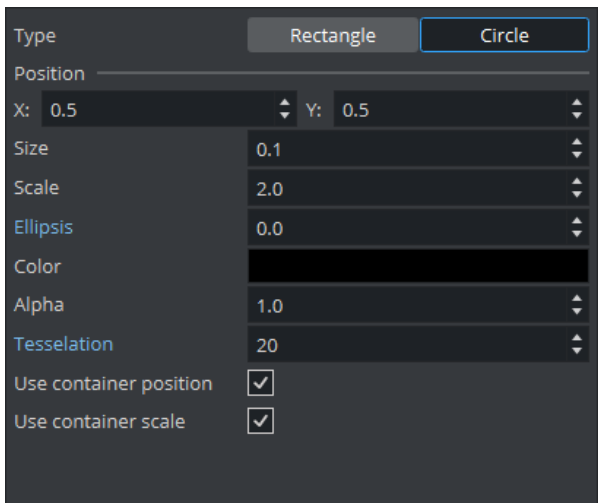 Type Rectangle Circle
Position
X: 0.5 Y: 0.5
Size 0.1
Scale 2.0
Ellipsis 0.0
Color
Alpha 1.0
Tesselation 20
Use container position
Use container scale